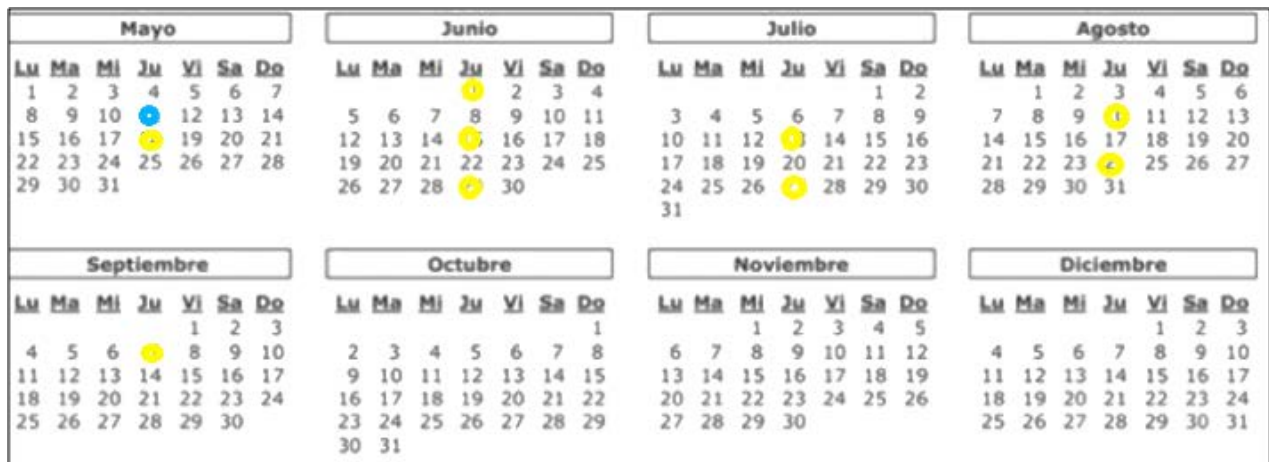 Mayo
Lu Ma Mi Ju Vi Sa Do
1 2 3 4 5 6 7
8 9 10 12 13 14
15 16 17 19 20 21
22 23 24 25 26 27 28
29 30 31
Junio
Lu Ma Mi Ju Vi Sa Do
2 3 4
5 6 7 8 9 10 11
12 13 14 16 17 18
19 20 21 22 23 24 25
26 27 28 30
Julio
Lu Ma Mi Ju Vi Sa Do
1 2
3 4 5 6 7 8 9
10 11 12 14 15 16
17 18 19 20 21 22 23
24 25 26 28 29 30
31
Agosto
Lu Ma Mi Ju Vi Sa Do
1 2 3 4 5 6
7 8 9 11 12 13
14 15 16 17 18 19 20
21 22 23 25 26 27
28 29 30 31
Septiembre
Lu Ma Mi Ju Vi Sa Do
1 2 3
4 5 6 8 9 10
11 12 13 14 15 16 17
18 19 20 21 22 23 24
25 26 27 28 29 30
Octubre
Lu Ma Mi Ju Vi Sa Do
1
2 3 4 5 6 7 8
9 10 11 12 13 14 15
16 17 18 19 20 21 22
23 24 25 26 27 28 29
30 31
Noviembre
Lu Ma Mi Ju Vi Sa Do
1 2 3 4 5
6 7 8 9 10 11 12
13 14 15 16 17 18 19
20 21 22 23 24 25 26
27 28 29 30
Diciembre
Lu Ma Mi Ju Vi Sa Do
1 2 3
4 5 6 7 8 9 10
11 12 13 14 15 16 17
18 19 20 21 22 23 24
25 26 27 28 29 30 31